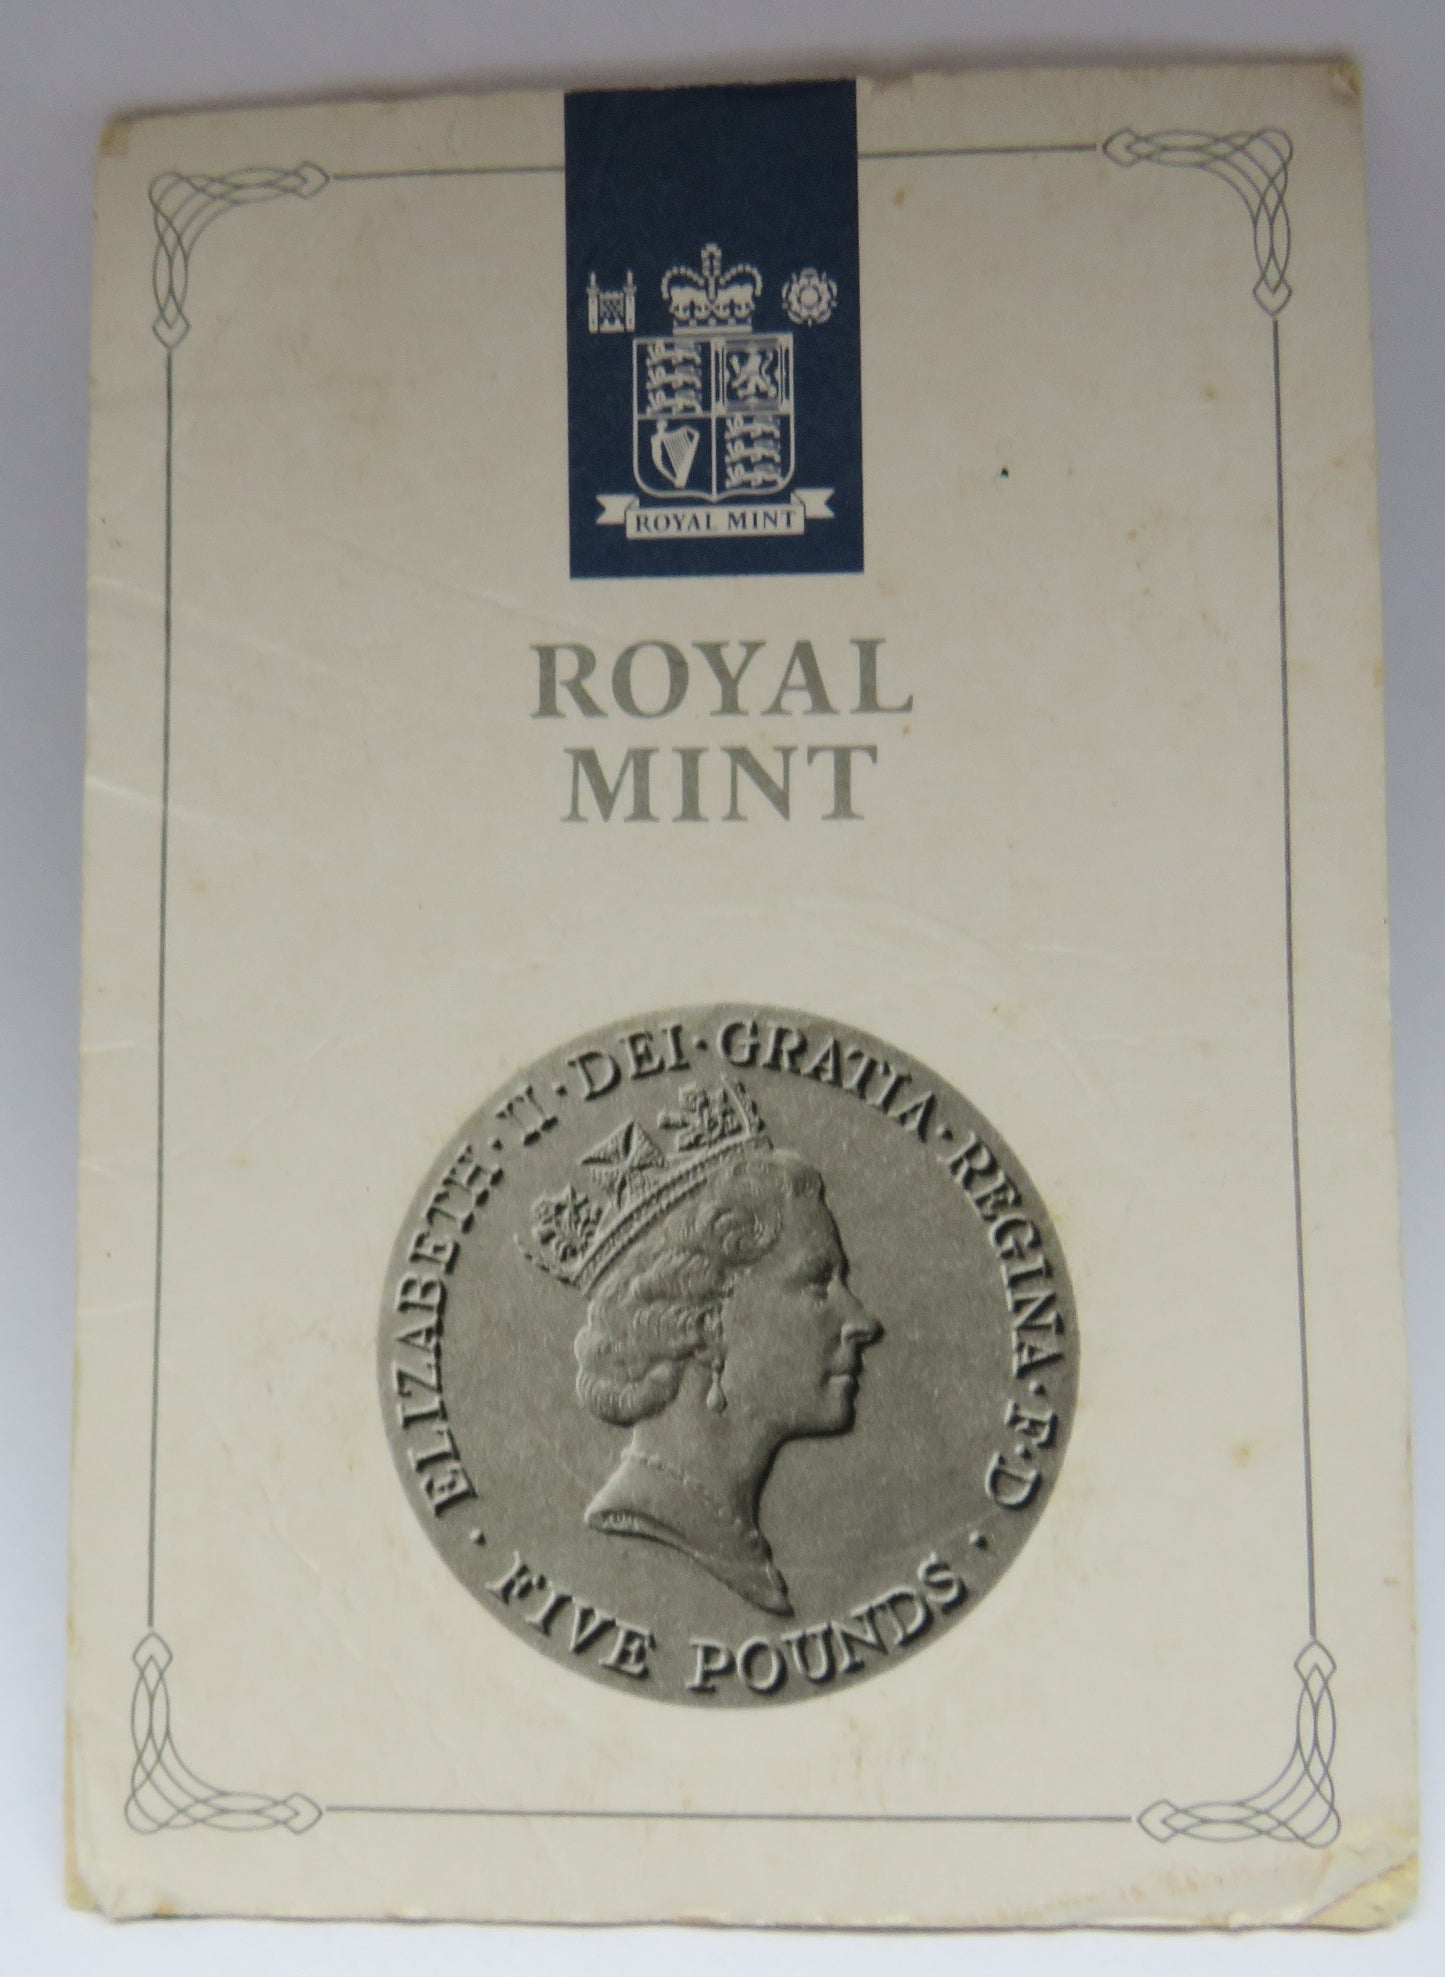 ROYAL MINT
ROYAL
MINT
ELIZABETH · II · DEI · GRATIA · REGINA · F · D ·
FIVE POUNDS ·